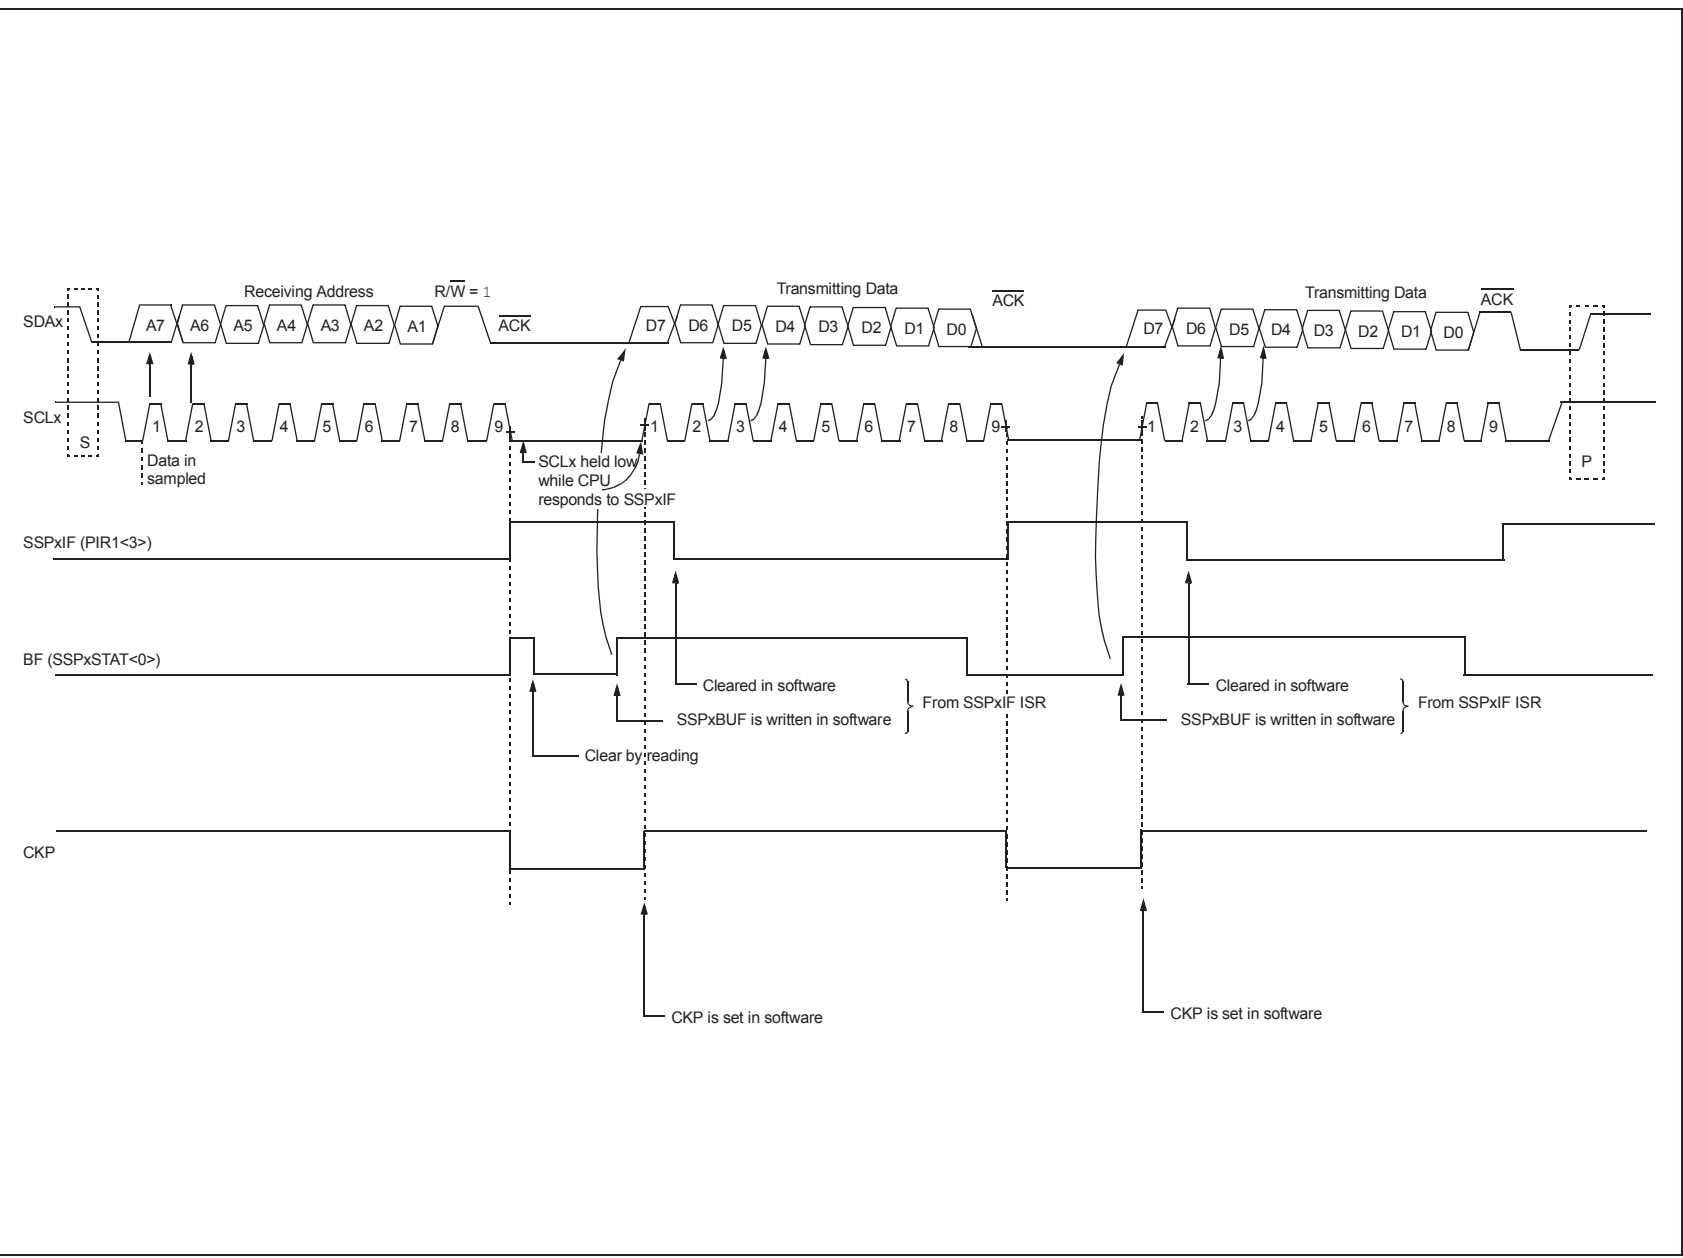 Receiving Address
R/W = 1
Transmitting Data
ACK
Transmitting Data
ACK
SDAx
A7 A6 A5 A4 A3 A2 A1
ACK
D7 D6 D5 D4 D3 D2 D1 D0
D7 D6 D5 D4 D3 D2 D1 D0
SCLx
S
1 2 3 4 5 6 7 8 9
1 2 3 4 5 6 7 8 9
1 2 3 4 5 6 7 8 9
P
Data in
sampled
SCLx held low
while CPU
responds to SSPxIF
SSPxIF (PIR1<3>)
BF (SSPxSTAT<0>)
Cleared in software
SSPxBUF is written in software
From SSPxIF ISR
Clear by reading
Cleared in software
SSPxBUF is written in software
From SSPxIF ISR
CKP
CKP is set in software
CKP is set in software